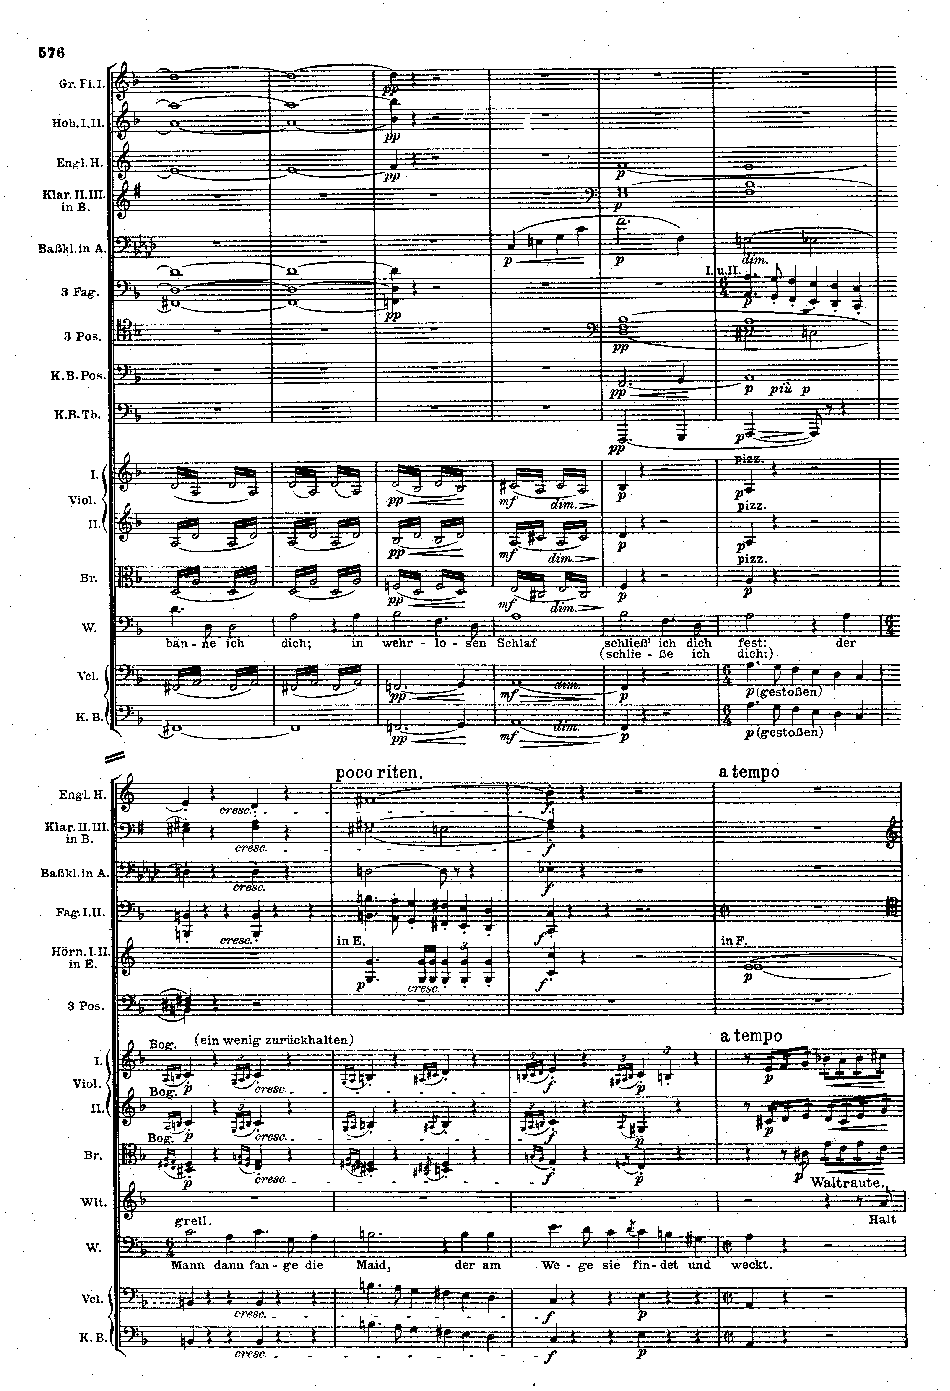 576
Gr. Fl. I.
pp
Hob. I, II.
pp
Engl. H.
pp p
Klar. II. III.
in B.
p
a.
Baßkl. in A.
p p dim.
I. u. II.
3 Fag.
pp p
3 Pos.
pp
K. B. Pos.
pp p più p
K. B. Tb.
pp p
pizz.
I.
Viol.
pp mf dim. p p
pizz.
II.
pp mf dim. p p
pizz.
Br.
pp mf dim. p p
W.
ban - ne ich dich; in wehr - lo - sen Schlaf schließ' ich dich fest: der
(schlie - ße ich dich:)
Vcl.
pp mf dim. p p (gestoßen)
K. B.
pp mf dim. p p (gestoßen)
poco riten. a tempo
Engl. H.
cresc. f
Klar. II. III.
in B.
cresc. f
Baßkl. in A.
cresc. f
Fag. I. II.
cresc. f
in E. in F.
Hörn. I. II.
in E.
p cresc. f p
3 Pos.
Bog. (ein wenig zurückhalten) a tempo
I.
Viol.
p cresc. f p p
Bog.
II.
p cresc. f p p
Bog.
Br.
p cresc. f p p
Waltraute.
Wlt.
Halt
grell.
W.
Mann dann fan - ge die Maid, der am We - ge sie fin - det und weckt.
Vcl.
cresc. f p
K. B.
cresc. f p